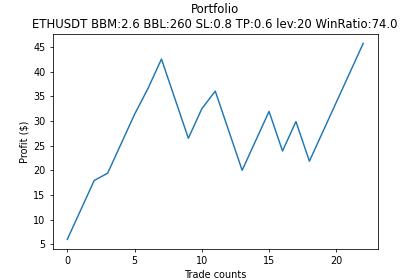 Portfolio
ETHUSDT BBM:2.6 BBL:260 SL:0.8 TP:0.6 lev:20 WinRatio:74.0
45
40
35
30
25
20
15
10
5
Profit ($)
0 5 10 15 20
Trade counts